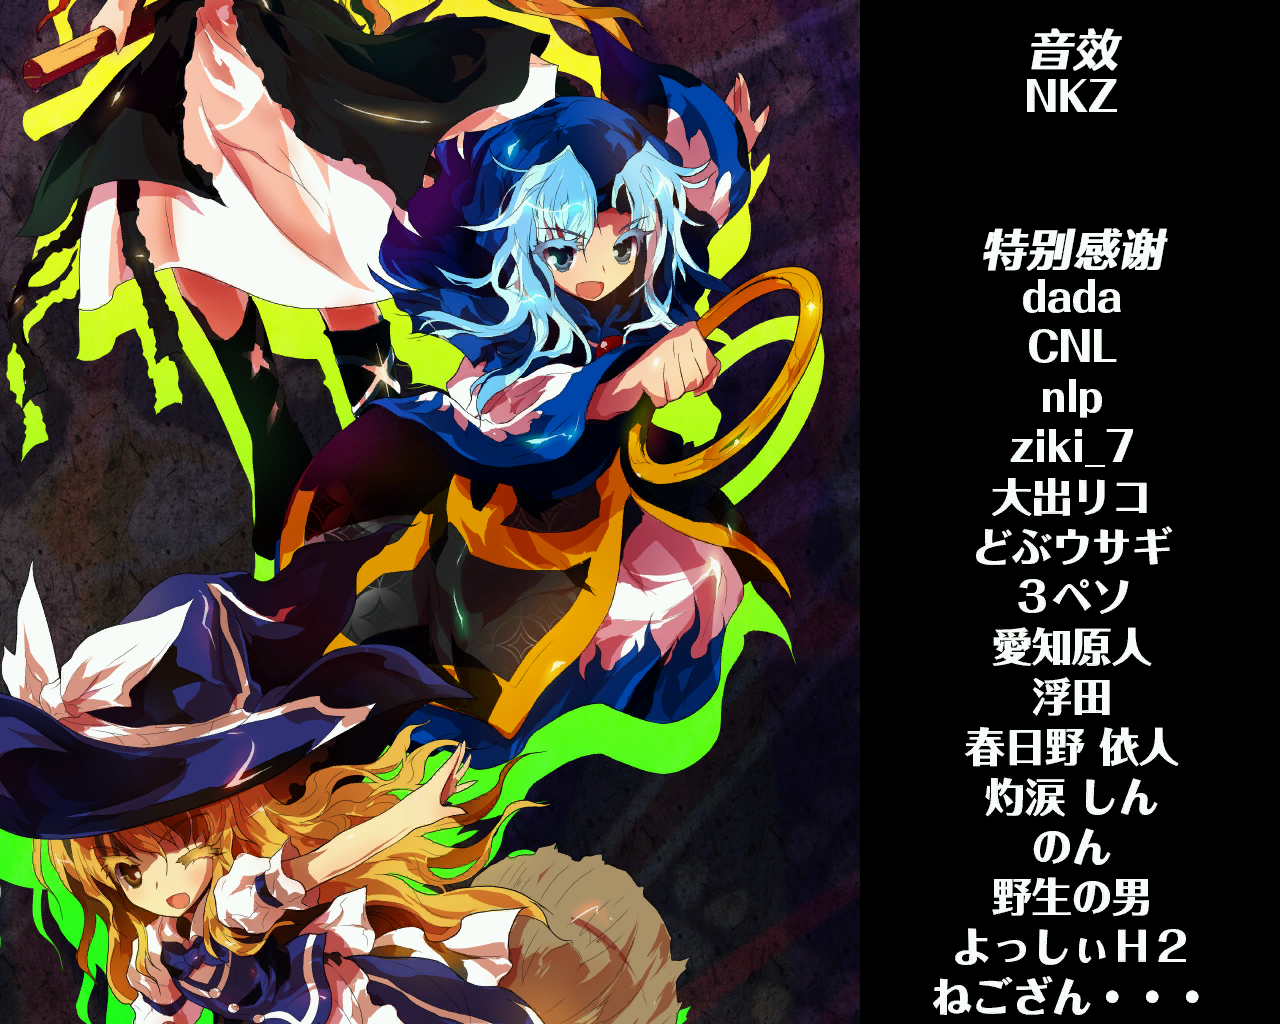 音效
NKZ
特别感谢
dada
CNL
nlp
ziki_7
大出リコ
どぶウサギ
３ペソ
愛知原人
浮田
春日野 依人
灼涙 しん
のん
野生の男
よっしぃＨ２
ねござん・・・